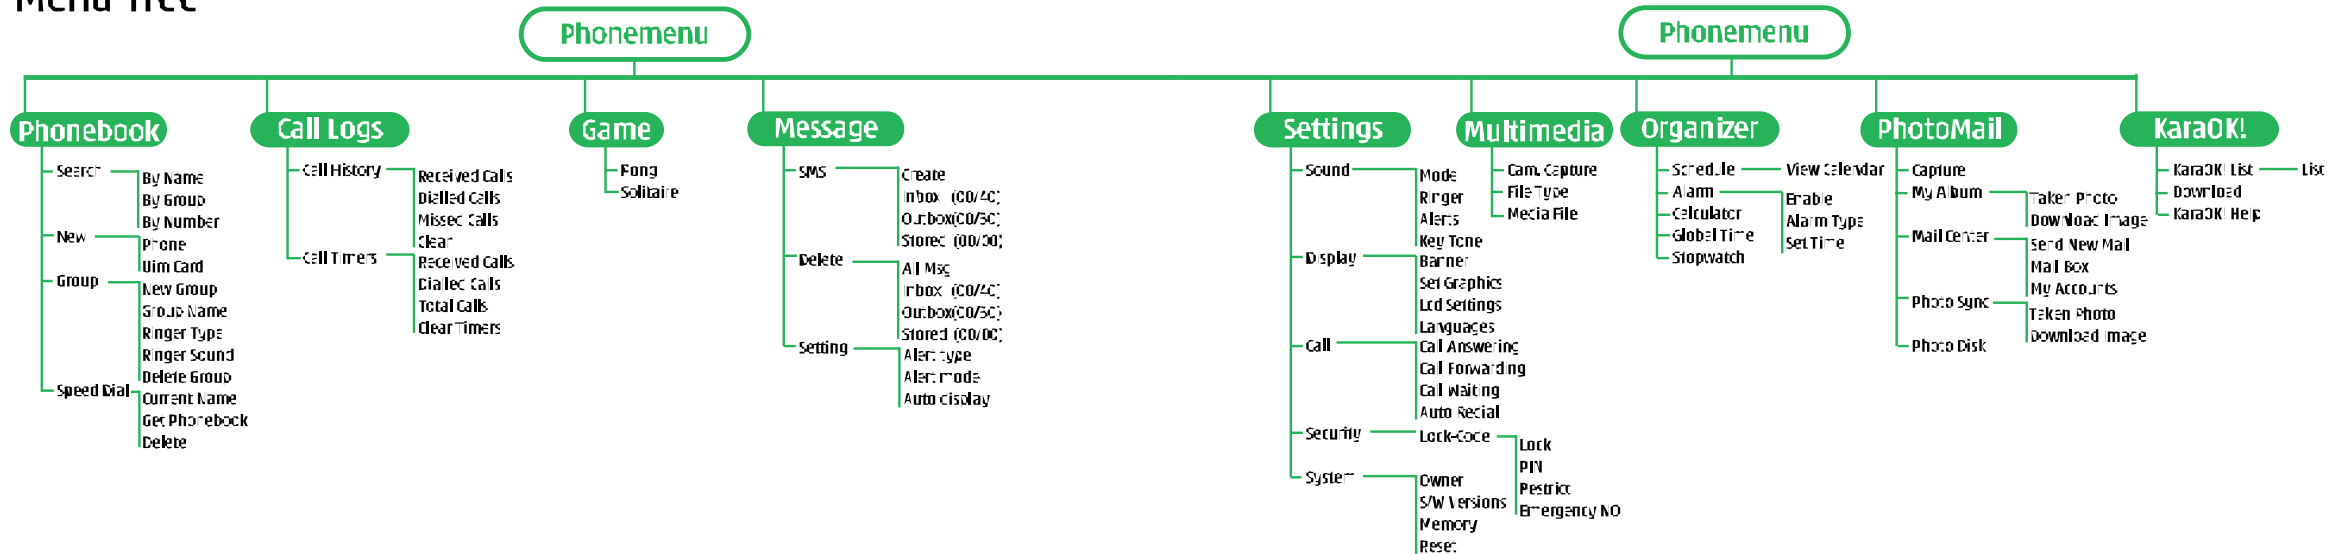 Menu Tree
Phonemenu
Phonemenu
Phonebook
Search
By Name
By Group
By Number
New
Phone
Uim Card
Group
New Group
Group Name
Ringer Type
Ringer Sound
Delete Group
Speed Dial
Current Name
Get Phonebook
Delete
Call Logs
Call History
Received Calls
Dialled Calls
Missed Calls
Clear
Call Timers
Received Calls
Dialled Calls
Total Calls
Clear Timers
Game
Pong
Solitaire
Message
SMS
Create
Inbox (00/40)
Outbox(00/50)
Stored (00/00)
Delete
All Msg
Inbox (00/40)
Outbox(00/50)
Stored (00/00)
Setting
Alert type
Alert mode
Auto display
Settings
Sound
Mode
Ringer
Alerts
Key Tone
Display
Banner
Set Graphics
Lcd Settings
Languages
Call
Call Answering
Call Forwarding
Call Waiting
Auto Redial
Security
Lock-Code
Lock
PIN
Restrict
Emergency NO
System
Owner
S/W Versions
Memory
Reset
Multimedia
Cam. Capture
File Type
Media File
Organizer
Schedule
View Calendar
Alarm
Enable
Alarm Type
Set Time
Calculator
Global Time
Stopwatch
PhotoMail
Capture
My Album
Taken Photo
Download Image
Mail Center
Send New Mail
Mail Box
My Accounts
Photo Sync
Taken Photo
Download Image
Photo Disk
KaraOK!
KaraOK! List
List
Download
KaraOK! Help